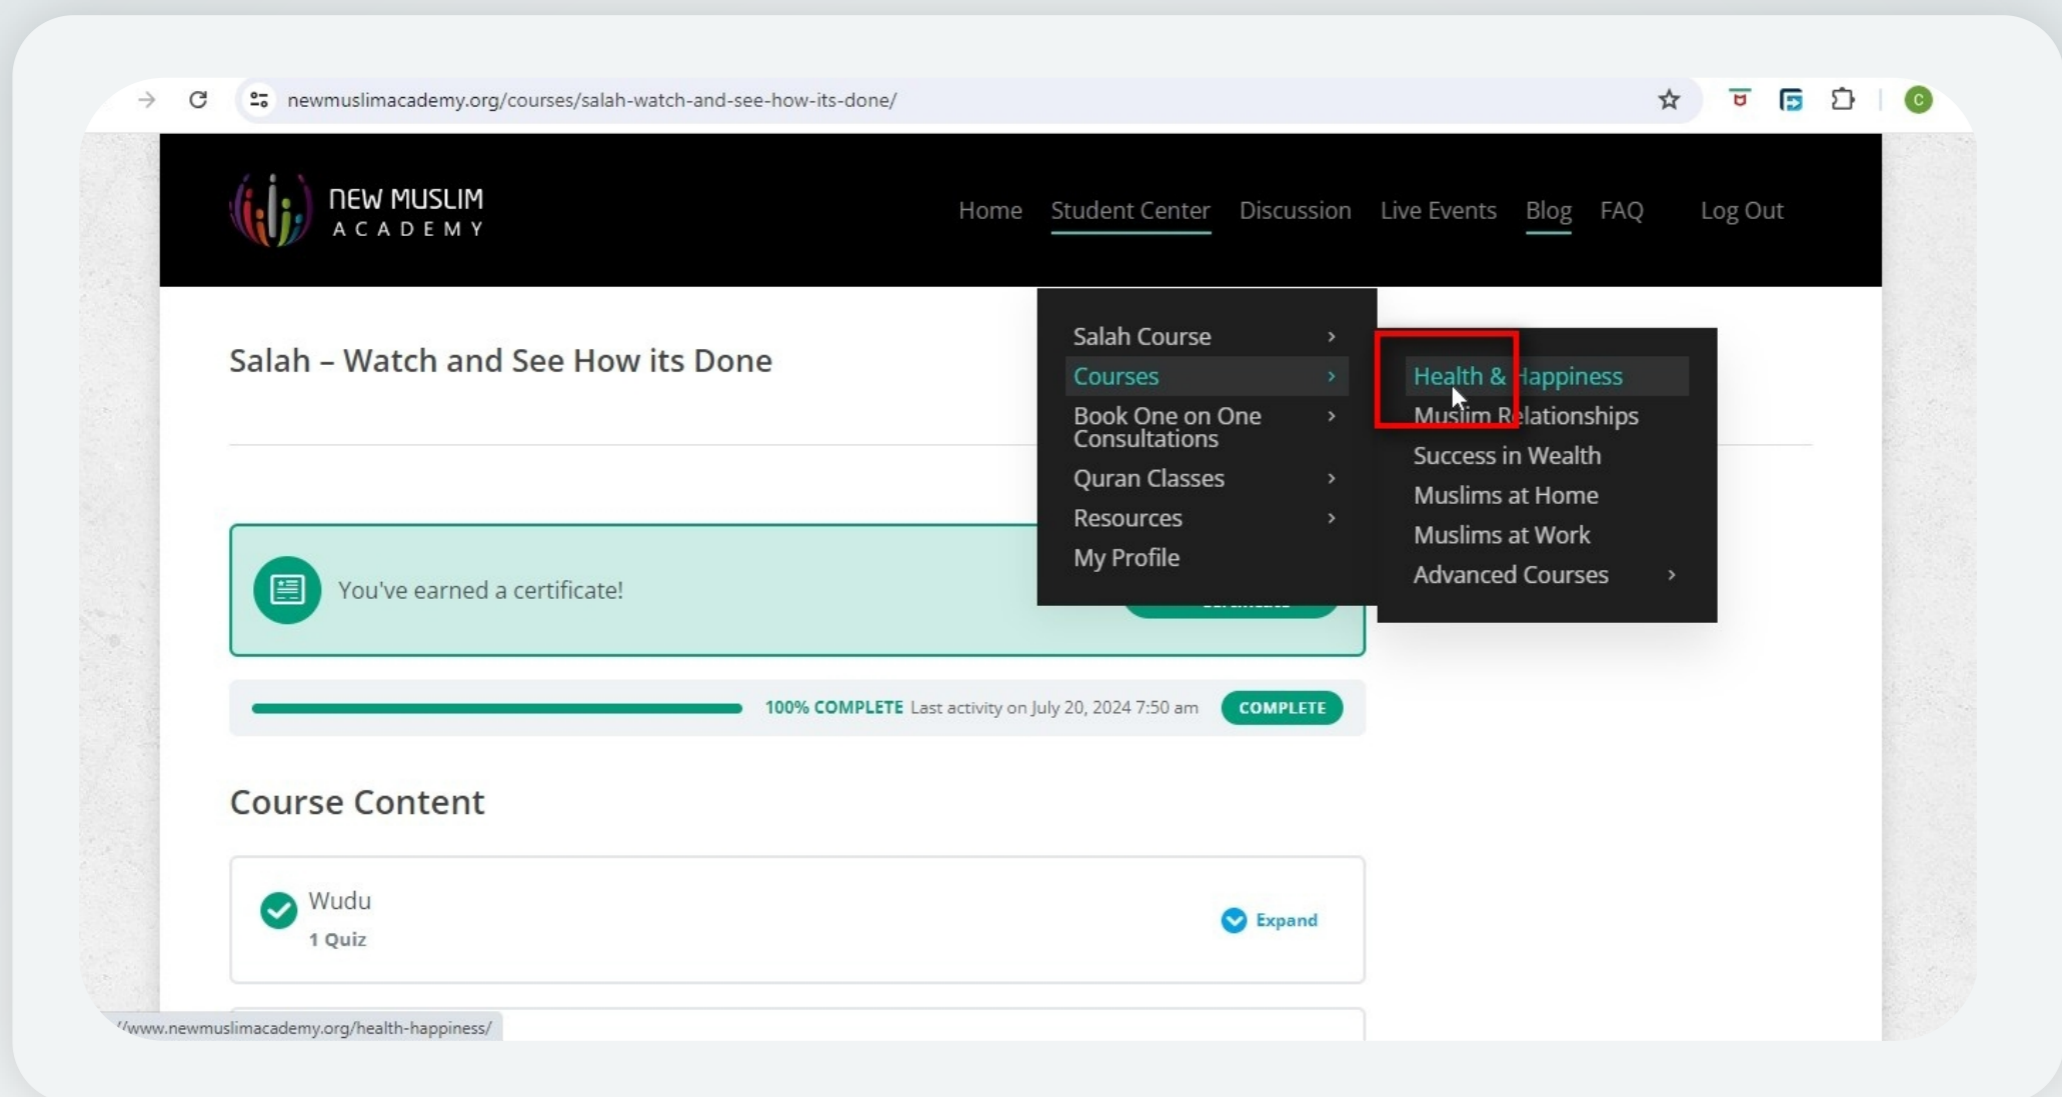 newmuslimacademy.org/courses/salah-watch-and-see-how-its-done/
C
NEW MUSLIM
ACADEMY
Home Student Center Discussion Live Events Blog FAQ Log Out
Salah – Watch and See How its Done
Salah Course
Courses
Book One on One
Consultations
Quran Classes
Resources
My Profile
Health & Happiness
Muslim Relationships
Success in Wealth
Muslims at Home
Muslims at Work
Advanced Courses
You've earned a certificate!
100% COMPLETE Last activity on July 20, 2024 7:50 am COMPLETE
Course Content
Wudu
1 Quiz
Expand
//www.newmuslimacademy.org/health-happiness/